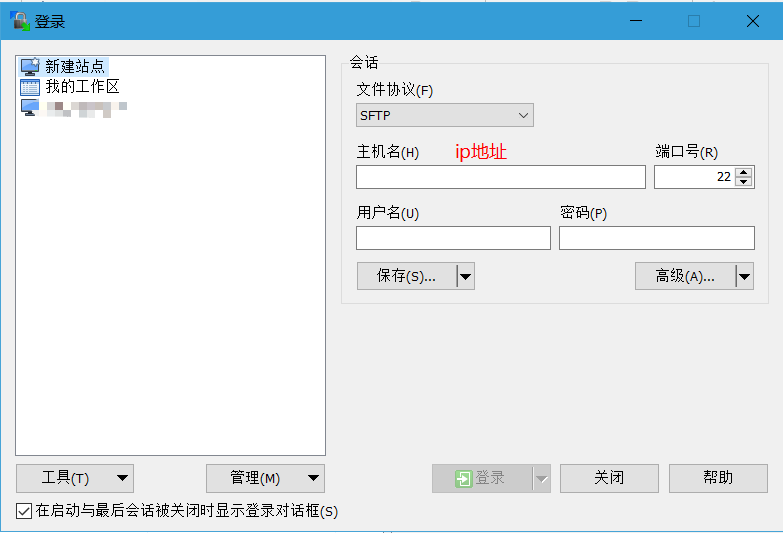 登录
新建站点
我的工作区
会话
文件协议(F)
SFTP
主机名(H) ip地址 端口号(R)
22
用户名(U) 密码(P)
保存(S)... 高级(A)...
工具(T) 管理(M) 登录 关闭 帮助
在启动与最后会话被关闭时显示登录对话框(S)